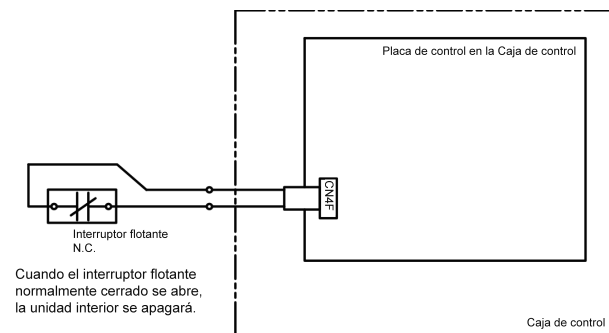 Placa de control en la Caja de control
CN4F
Interruptor flotante
N.C.
Cuando el interruptor flotante
normalmente cerrado se abre,
la unidad interior se apagará.
Caja de control